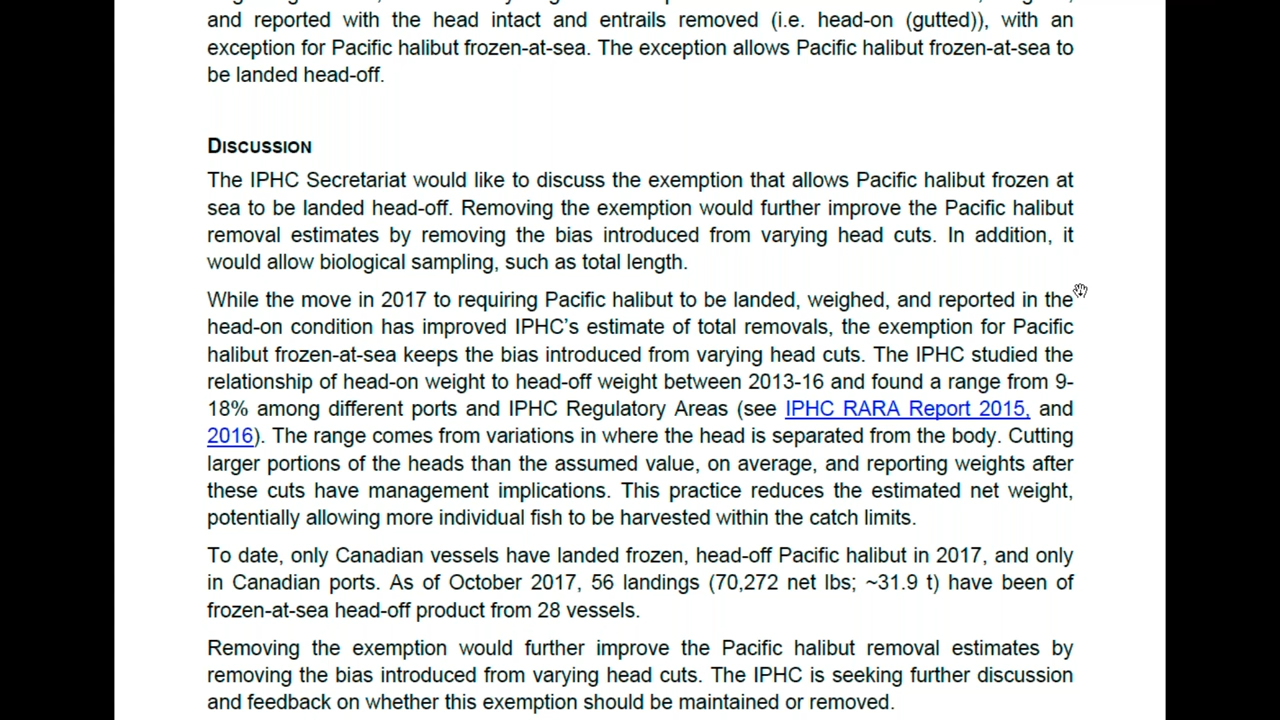 and reported with the head intact and entrails removed (i.e. head-on (gutted)), with an
exception for Pacific halibut frozen-at-sea. The exception allows Pacific halibut frozen-at-sea to
be landed head-off.
DISCUSSION
The IPHC Secretariat would like to discuss the exemption that allows Pacific halibut frozen at
sea to be landed head-off. Removing the exemption would further improve the Pacific halibut
removal estimates by removing the bias introduced from varying head cuts. In addition, it
would allow biological sampling, such as total length.
While the move in 2017 to requiring Pacific halibut to be landed, weighed, and reported in the
head-on condition has improved IPHC’s estimate of total removals, the exemption for Pacific
halibut frozen-at-sea keeps the bias introduced from varying head cuts. The IPHC studied the
relationship of head-on weight to head-off weight between 2013-16 and found a range from 9-
18% among different ports and IPHC Regulatory Areas (see IPHC RARA Report 2015, and
2016). The range comes from variations in where the head is separated from the body. Cutting
larger portions of the heads than the assumed value, on average, and reporting weights after
these cuts have management implications. This practice reduces the estimated net weight,
potentially allowing more individual fish to be harvested within the catch limits.
To date, only Canadian vessels have landed frozen, head-off Pacific halibut in 2017, and only
in Canadian ports. As of October 2017, 56 landings (70,272 net lbs; ~31.9 t) have been of
frozen-at-sea head-off product from 28 vessels.
Removing the exemption would further improve the Pacific halibut removal estimates by
removing the bias introduced from varying head cuts. The IPHC is seeking further discussion
and feedback on whether this exemption should be maintained or removed.